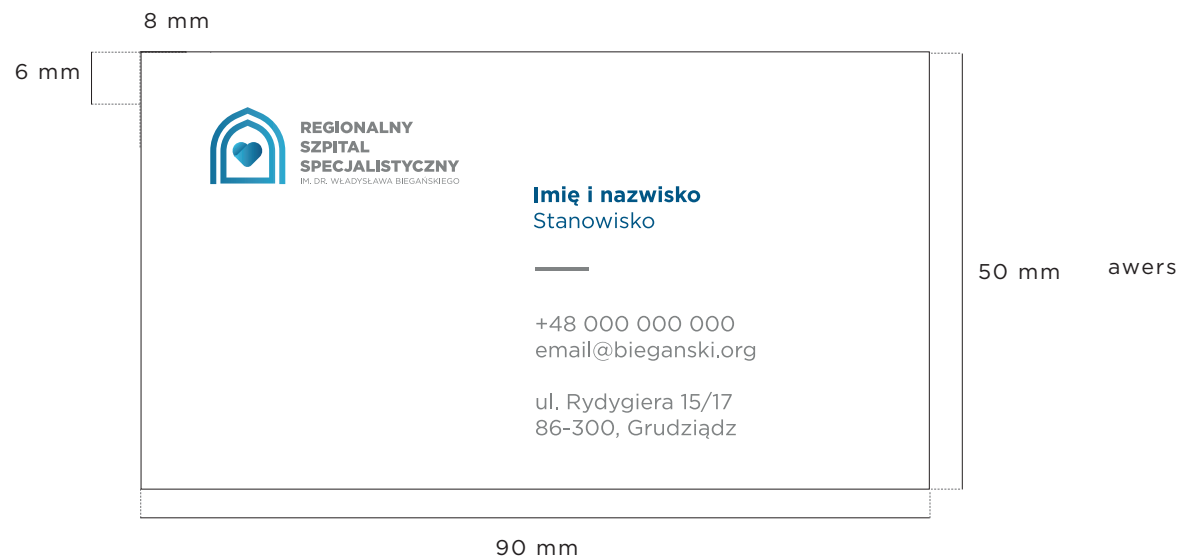 8 mm
6 mm
REGIONALNY
SZPITAL
SPECJALISTYCZNY
IM. DR. WŁADYSŁAWA BIEGAŃSKIEGO
Imię i nazwisko
Stanowisko
50 mm
awers
+48 000 000 000
email@bieganski.org
ul. Rydygiera 15/17
86-300, Grudziądz
90 mm